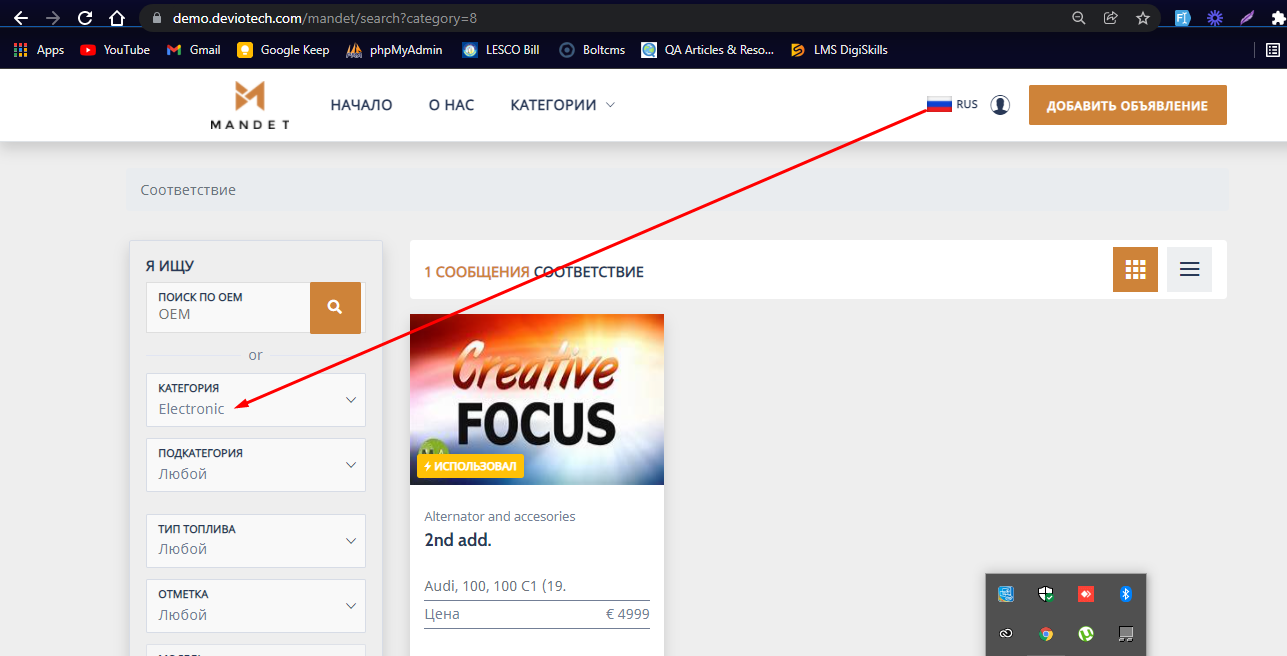 demo.deviotech.com/mandet/search?category=8
Apps YouTube Gmail Google Keep phpMyAdmin LESCO Bill Boltcms QA Articles & Reso... LMS DigiSkills
MANDET
НАЧАЛО О НАС КАТЕГОРИИ RUS ДОБАВИТЬ ОБЪЯВЛЕНИЕ
Соответствие
Я ИЩУ
ПОИСК ПО ОЕМ
OEM
or
КАТЕГОРИЯ
Electronic
ПОДКАТЕГОРИЯ
Любой
ТИП ТОПЛИВА
Любой
ОТМЕТКА
Любой
1 СООБЩЕНИЯ СООТВЕТСТВИЕ
Creative
FOCUS
ИСПОЛЬЗОВАЛ
Alternator and accesories
2nd add.
Audi, 100, 100 C1 (19.
Цена € 4999